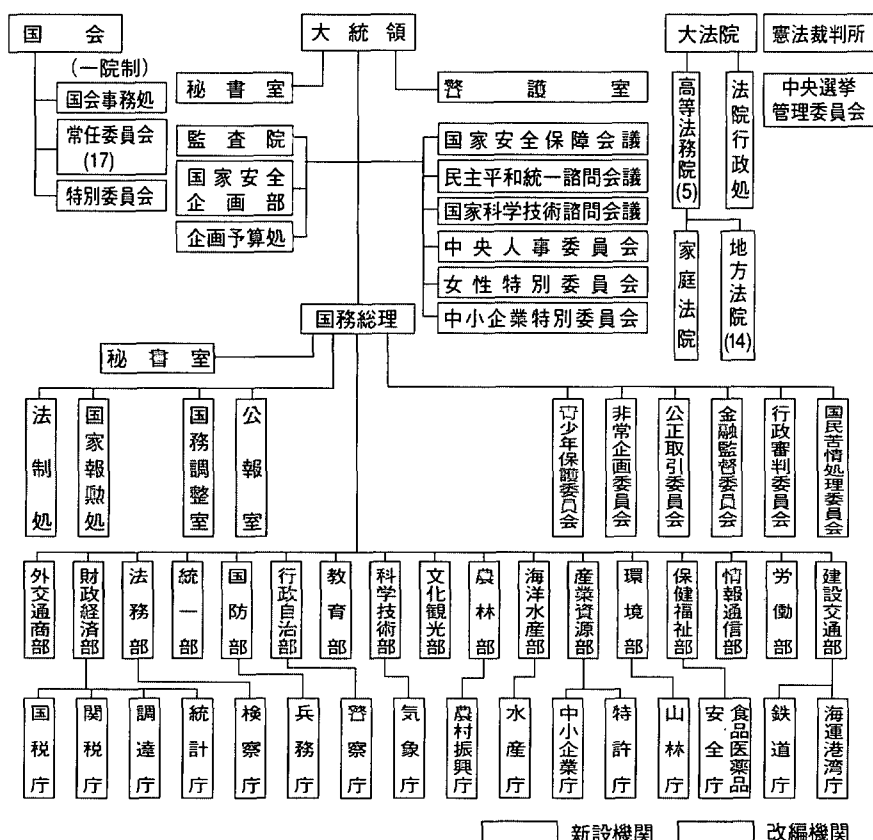 国会
大統領
大法院
憲法裁判所
(一院制)
国会事務処
常任委員会
(17)
特別委員会
秘書室
警護室
監査院
国家安全
企画部
企画予算処
国家安全保障会議
民主平和統一諮問会議
国家科学技術諮問会議
中央人事委員会
女性特別委員会
中小企業特別委員会
高等法務院(5)
法院行政処
中央選挙
管理委員会
家庭法院
地方法院(14)
国務総理
秘書室
法制処
国家報勲処
国務調整室
公報室
青少年保護委員会
非常企画委員会
公正取引委員会
金融監督委員会
行政審判委員会
国民苦情処理委員会
外交通商部
財政経済部
法務部
統一部
国防部
行政自治部
教育部
科学技術部
文化観光部
農林部
海洋水産部
産業資源部
環境部
保健福祉部
情報通信部
労働部
建設交通部
国税庁
関税庁
調達庁
統計庁
検察庁
兵務庁
警察庁
気象庁
農村振興庁
水産庁
中小企業庁
特許庁
山林庁
食品医薬品
安全庁
鉄道庁
海運港湾庁
新設機関
改編機関